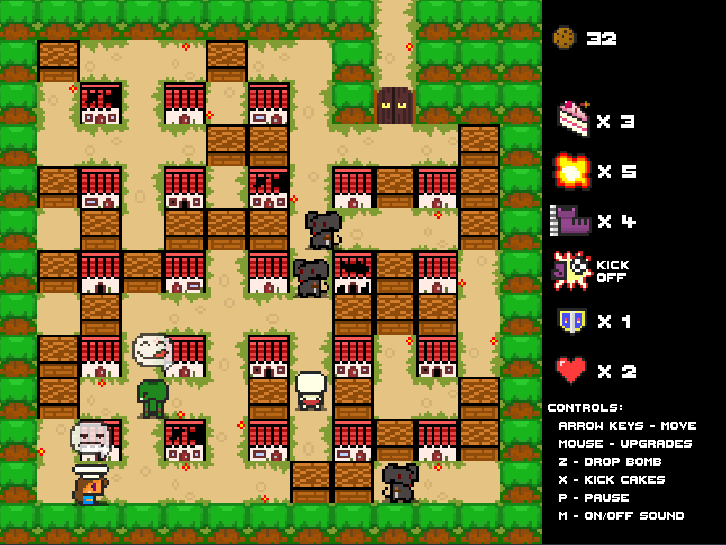 32
X 3
X 5
X 4
KICK
OFF
X 1
X 2
CONTROLS:
ARROW KEYS - MOVE
MOUSE - UPGRADES
Z - DROP BOMB
X - KICK CAKES
P - PAUSE
M - ON/OFF SOUND